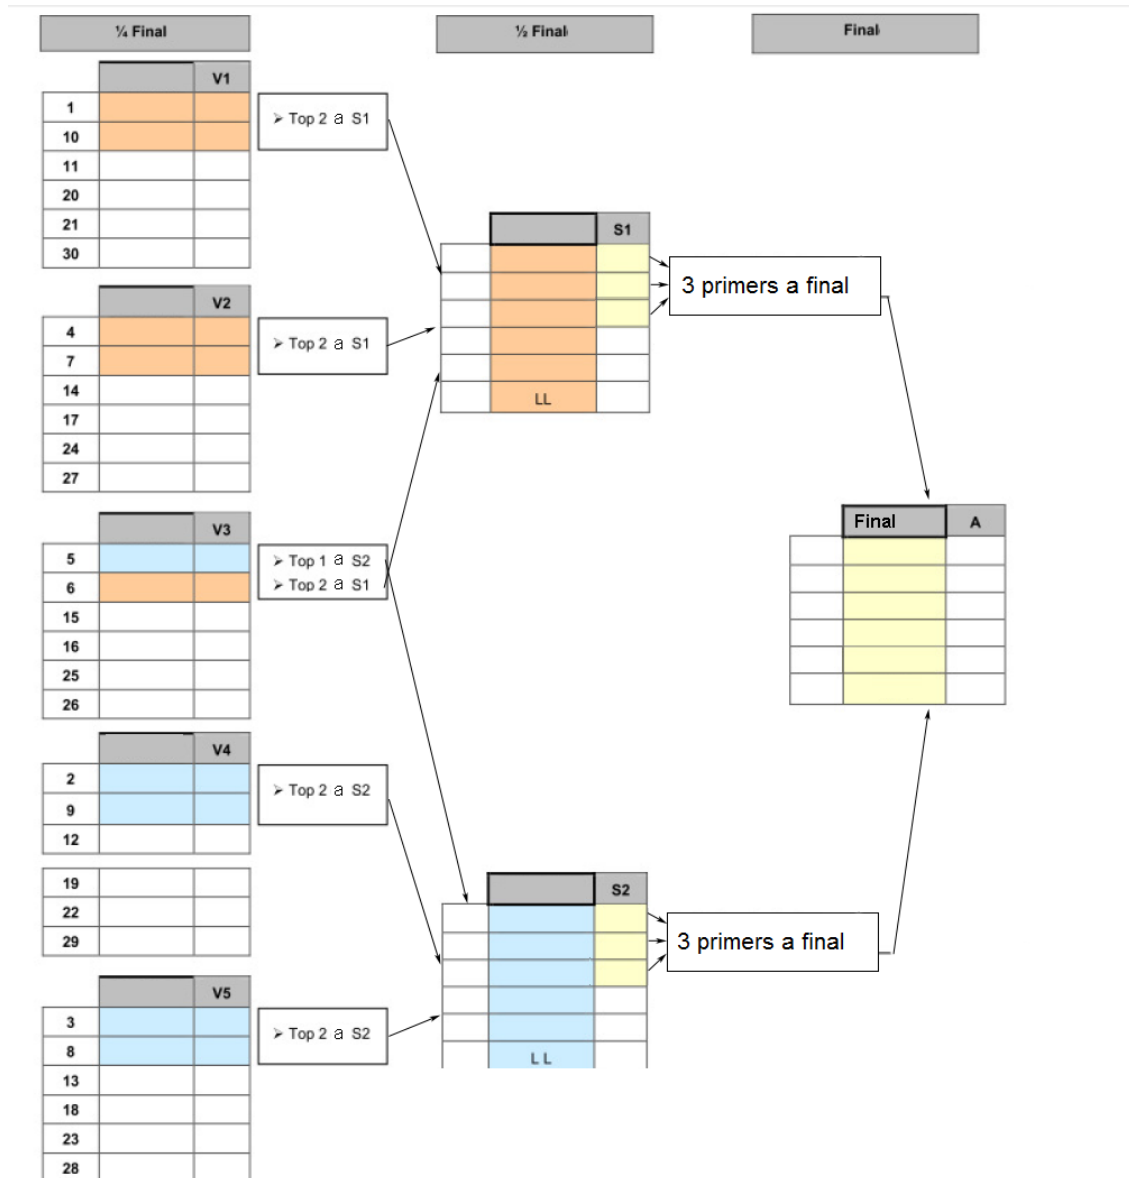 ¼ Final
½ Final
Final
V1
1
10
11
20
21
30
➢ Top 2 a S1
V2
4
7
14
17
24
27
➢ Top 2 a S1
V3
5
6
15
16
25
26
➢ Top 1 a S2
➢ Top 2 a S1
V4
2
9
12
19
22
29
➢ Top 2 a S2
V5
3
8
13
18
23
28
➢ Top 2 a S2
S1
LL
3 primers a final
S2
L L
3 primers a final
Final A